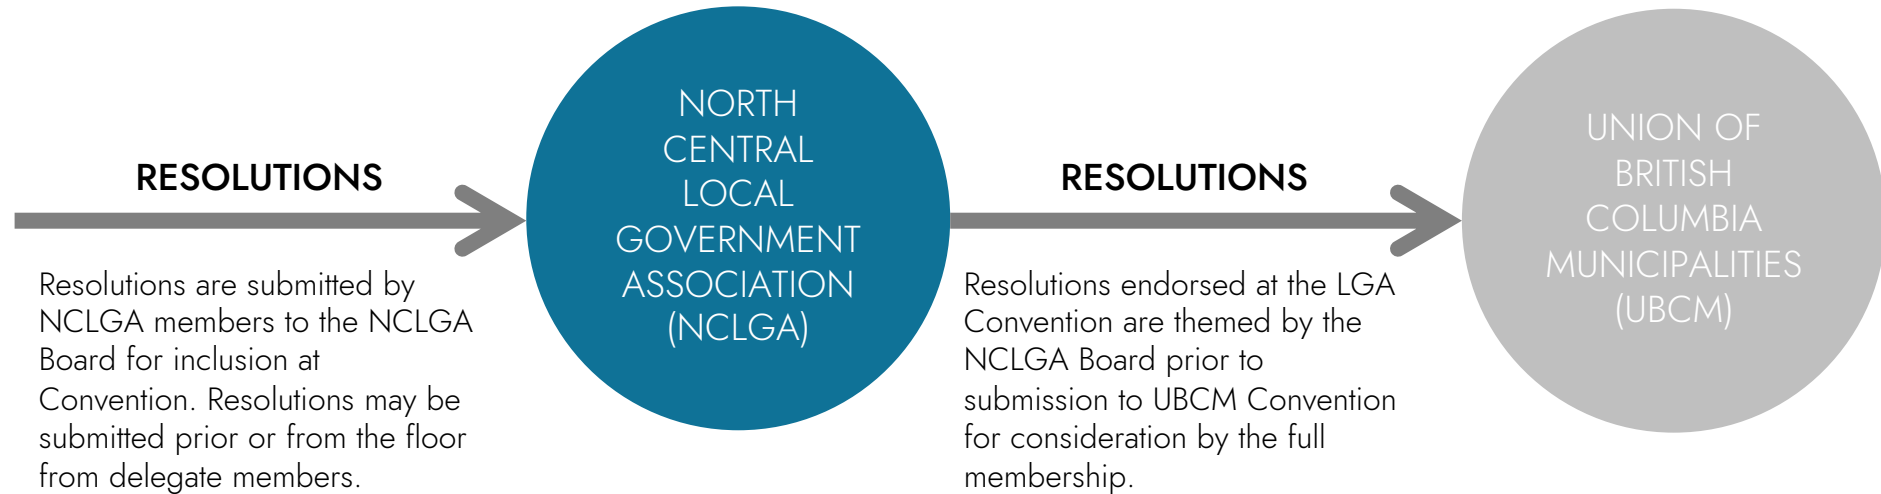 RESOLUTIONS
Resolutions are submitted by
NCLGA members to the NCLGA
Board for inclusion at
Convention. Resolutions may be
submitted prior or from the floor
from delegate members.
NORTH
CENTRAL
LOCAL
GOVERNMENT
ASSOCIATION
(NCLGA)
RESOLUTIONS
Resolutions endorsed at the LGA
Convention are themed by the
NCLGA Board prior to
submission to UBCM Convention
for consideration by the full
membership.
UNION OF
BRITISH
COLUMBIA
MUNICIPALITIES
(UBCM)